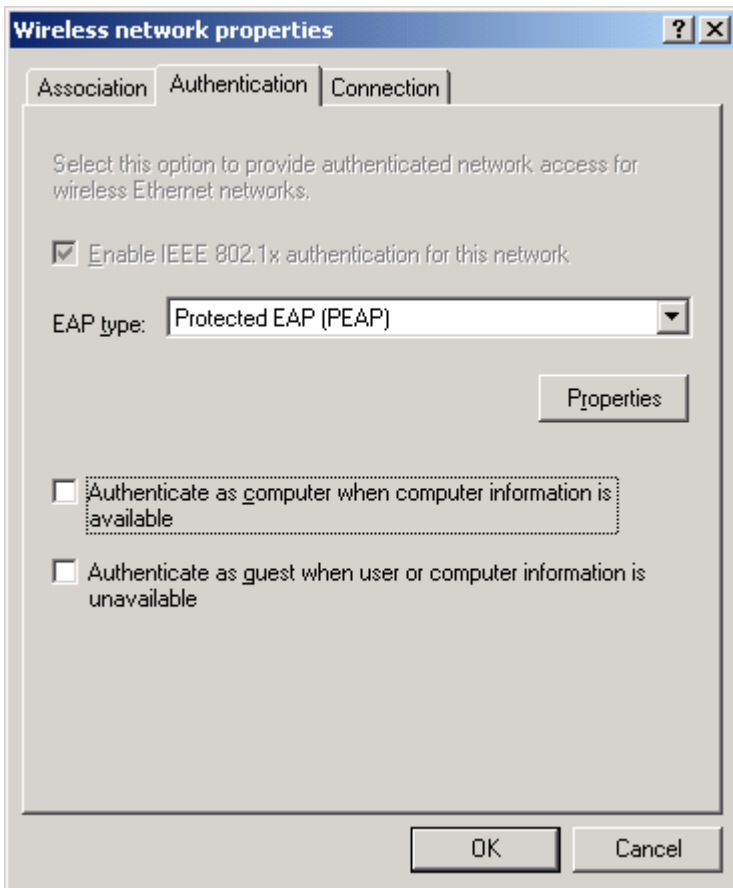 Wireless network properties
Association Authentication Connection
Select this option to provide authenticated network access for
wireless Ethernet networks.
Enable IEEE 802.1x authentication for this network
EAP type: Protected EAP (PEAP)
Properties
Authenticate as computer when computer information is
available
Authenticate as guest when user or computer information is
unavailable
OK Cancel